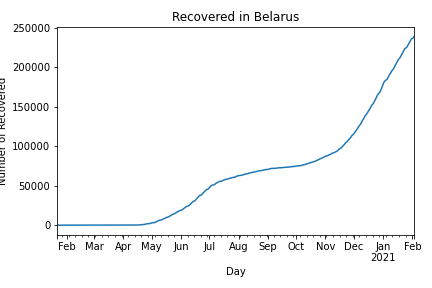 Recovered in Belarus
Number of Recovered
250000
200000
150000
100000
50000
0
Feb Mar Apr May Jun Jul Aug Sep Oct Nov Dec Jan Feb
2021
Day